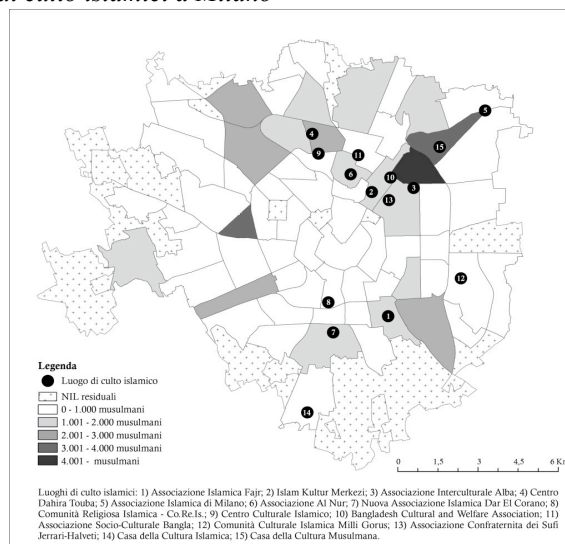 di culto islamici a Milano
4
5
15
9
11
10
6
2
3
13
12
8
1
7
14
Legenda
Luogo di culto islamico
NIL residuali
0 - 1.000 musulmani
1.001 - 2.000 musulmani
2.001 - 3.000 musulmani
3.001 - 4.000 musulmani
4.001 - musulmani
0 1,5 3 4,5 6 Km
Luoghi di culto islamici: 1) Associazione Islamica Fajr; 2) Islam Kultur Merkezi; 3) Associazione Interculturale Alba; 4) Centro
Dahira Touba; 5) Associazione Islamica di Milano; 6) Associazione Al Nur; 7) Nuova Associazione Islamica Dar El Corano; 8)
Comunità Religiosa Islamica - Co.Re.Is.; 9) Centro Culturale Islamico; 10) Bangladesh Cultural and Welfare Association; 11)
Associazione Socio-Culturale Bangla; 12) Comunità Culturale Islamica Milli Gorus; 13) Associazione Confraternita dei Sufi
Jerrari-Halveti; 14) Casa della Cultura Islamica; 15) Casa della Cultura Musulmana.